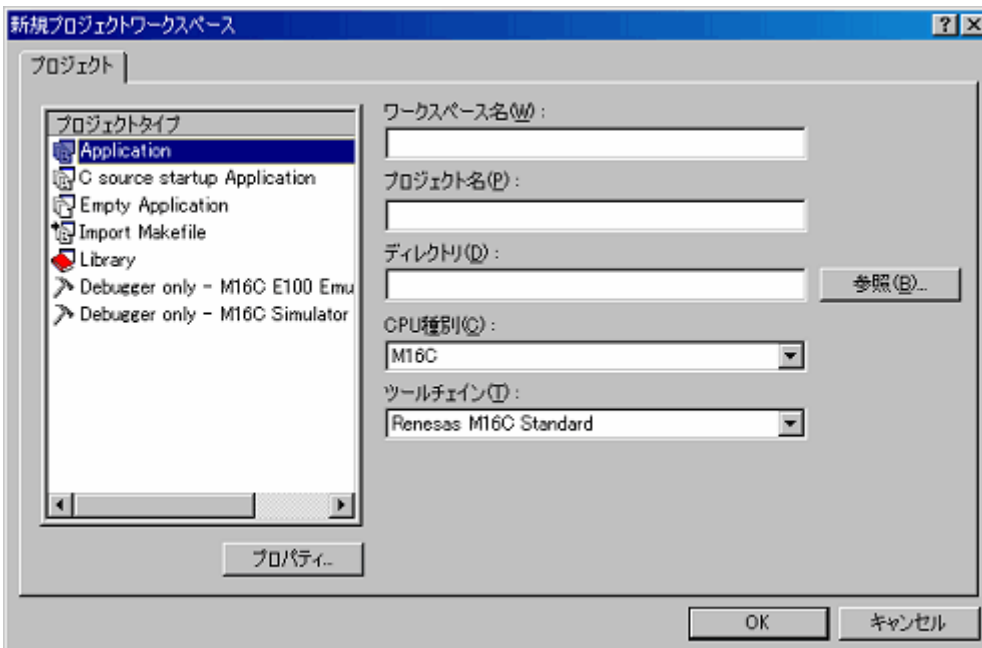 新規プロジェクトワークスペース
プロジェクト
プロジェクトタイプ
Application
C source startup Application
Empty Application
Import Makefile
Library
Debugger only - M16C E100 Emu
Debugger only - M16C Simulator
プロパティ...
ワークスペース名(W):
プロジェクト名(P):
ディレクトリ(D):
参照(B)...
CPU種別(C):
M16C
ツールチェイン(T):
Renesas M16C Standard
OK
キャンセル